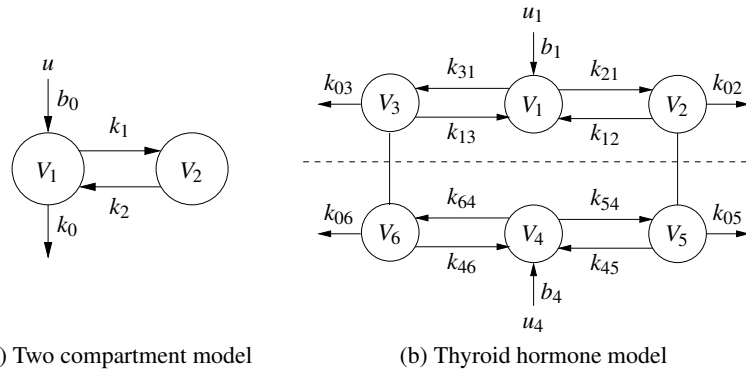 u
b₀
k₁
V₁
V₂
k₂
k₀
) Two compartment model
u₁
b₁
k₀₃
k₃₁
k₂₁
k₀₂
V₃
V₁
V₂
k₁₃
k₁₂
k₀₆
k₆₄
k₅₄
k₀₅
V₆
V₄
V₅
k₄₆
k₄₅
b₄
u₄
(b) Thyroid hormone model